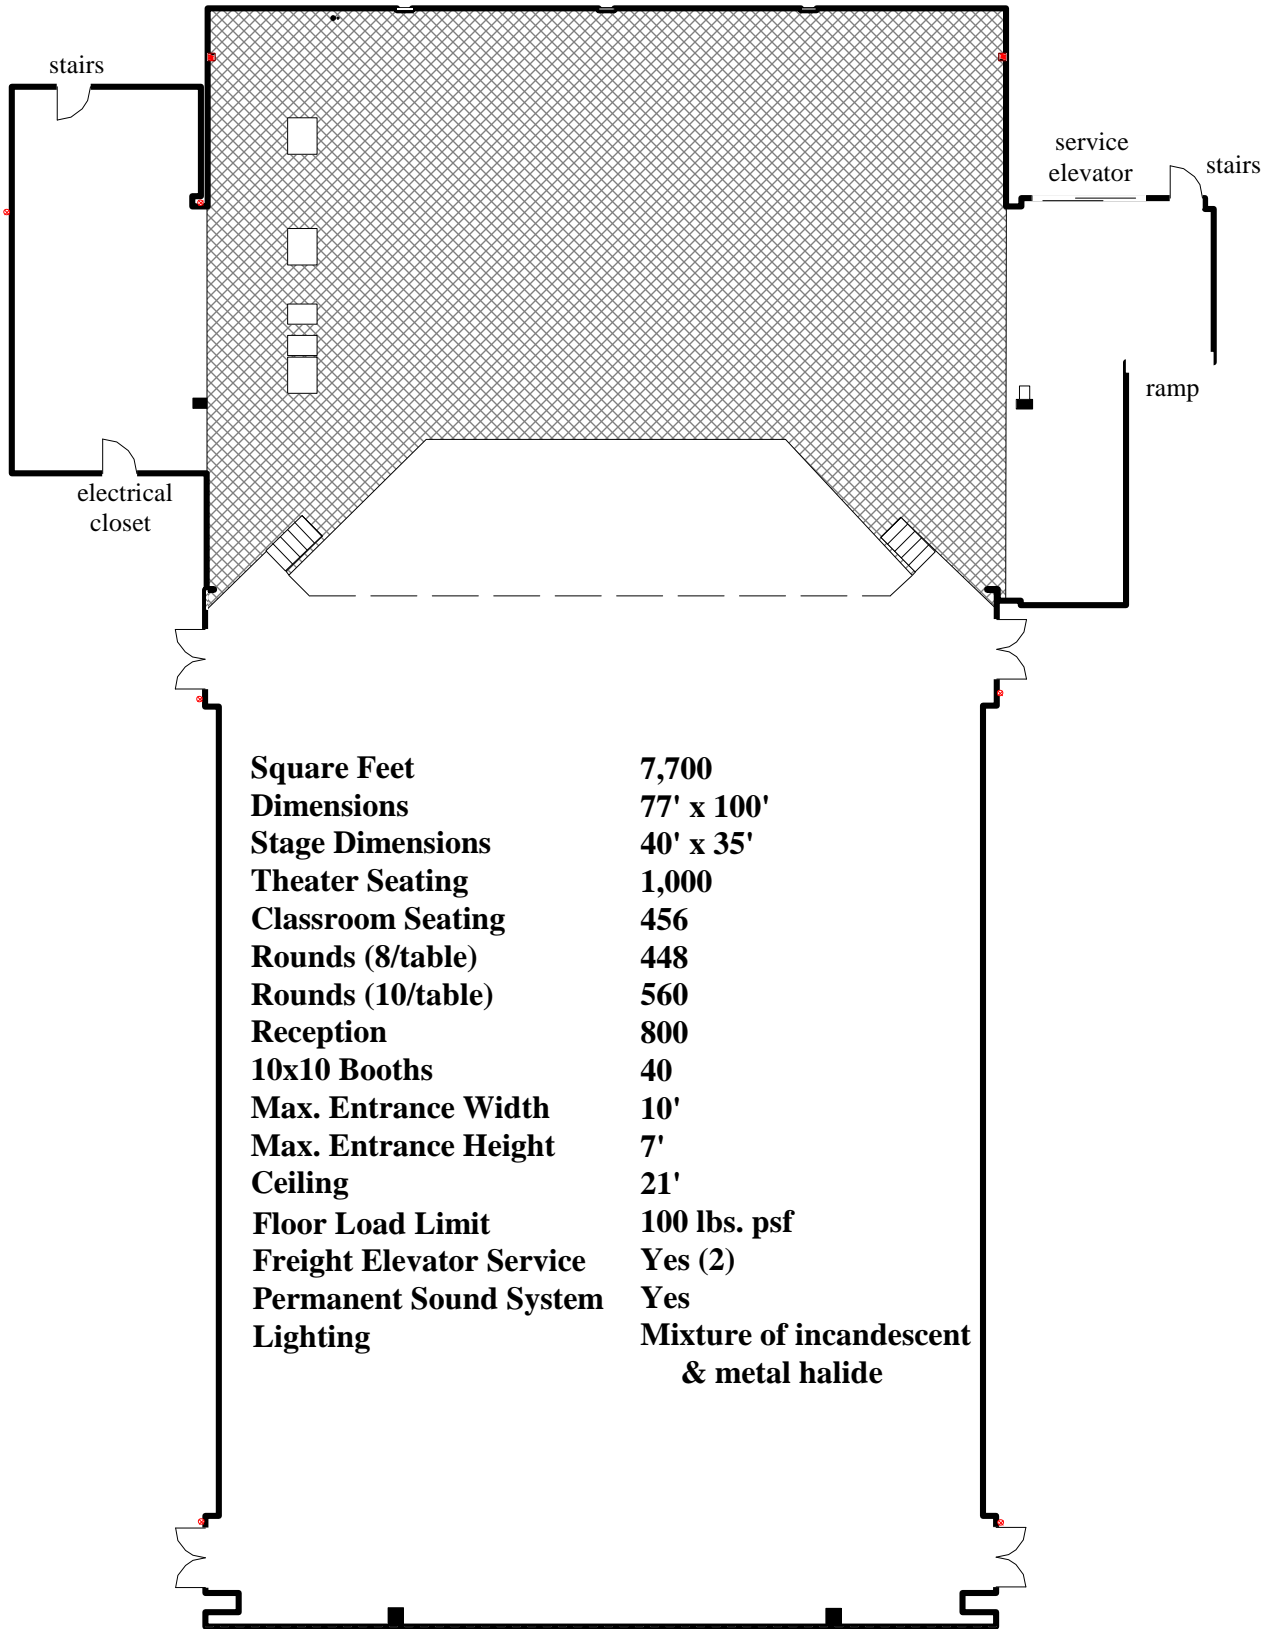 stairs
service
elevator
stairs
ramp
electrical
closet
Square Feet 7,700
Dimensions 77' x 100'
Stage Dimensions 40' x 35'
Theater Seating 1,000
Classroom Seating 456
Rounds (8/table) 448
Rounds (10/table) 560
Reception 800
10x10 Booths 40
Max. Entrance Width 10'
Max. Entrance Height 7'
Ceiling 21'
Floor Load Limit 100 lbs. psf
Freight Elevator Service Yes (2)
Permanent Sound System Yes
Lighting Mixture of incandescent
& metal halide